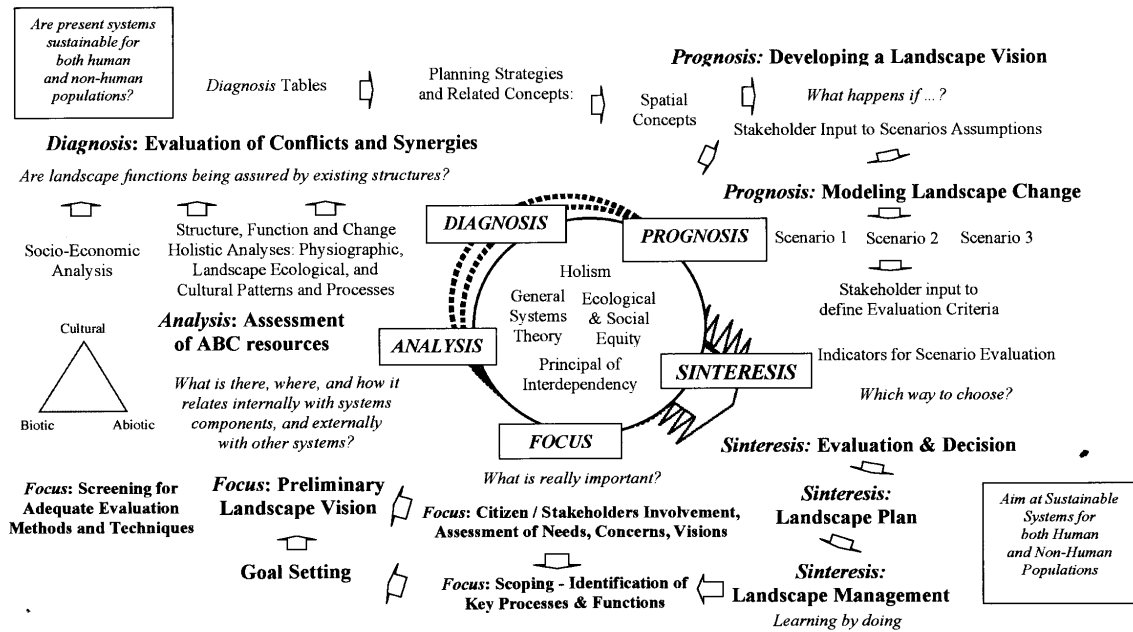 Are present systems
sustainable for
both human
and non-human
populations?
Diagnosis Tables
Planning Strategies
and Related Concepts:
Spatial
Concepts
Prognosis: Developing a Landscape Vision
What happens if ...?
Stakeholder Input to Scenarios Assumptions
Diagnosis: Evaluation of Conflicts and Synergies
Are landscape functions being assured by existing structures?
Prognosis: Modeling Landscape Change
Scenario 1 Scenario 2 Scenario 3
Socio-Economic
Analysis
Structure, Function and Change
Holistic Analyses: Physiographic,
Landscape Ecological, and
Cultural Patterns and Processes
DIAGNOSIS
PROGNOSIS
Stakeholder input to
define Evaluation Criteria
Holism
General
Systems
Theory
Ecological
& Social
Equity
Principal of
Interdependency
Cultural
Biotic
Abiotic
Analysis: Assessment
of ABC resources
ANALYSIS
SINTERESIS
Indicators for Scenario Evaluation
Which way to choose?
What is there, where, and how it
relates internally with systems
components, and externally
with other systems?
FOCUS
What is really important?
Sinteresis: Evaluation & Decision
Focus: Screening for
Adequate Evaluation
Methods and Techniques
Focus: Preliminary
Landscape Vision
Focus: Citizen / Stakeholders Involvement,
Assessment of Needs, Concerns, Visions
Sinteresis:
Landscape Plan
Aim at Sustainable
Systems for
both Human
and Non-Human
Populations
Goal Setting
Focus: Scoping - Identification of
Key Processes & Functions
Sinteresis:
Landscape Management
Learning by doing